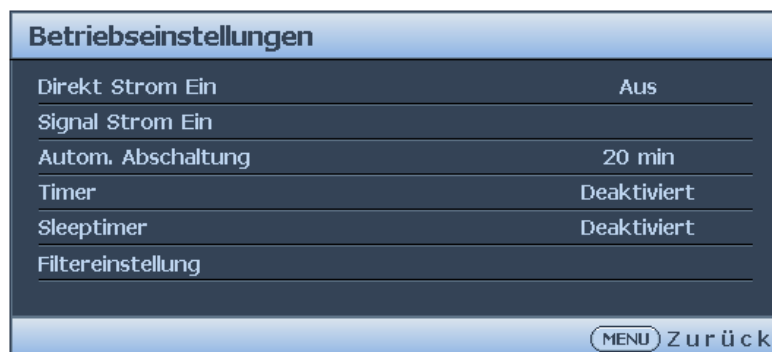 Betriebseinstellungen
Direkt Strom Ein Aus
Signal Strom Ein
Autom. Abschaltung 20 min
Timer Deaktiviert
Sleeptimer Deaktiviert
Filtereinstellung
MENU Zurück